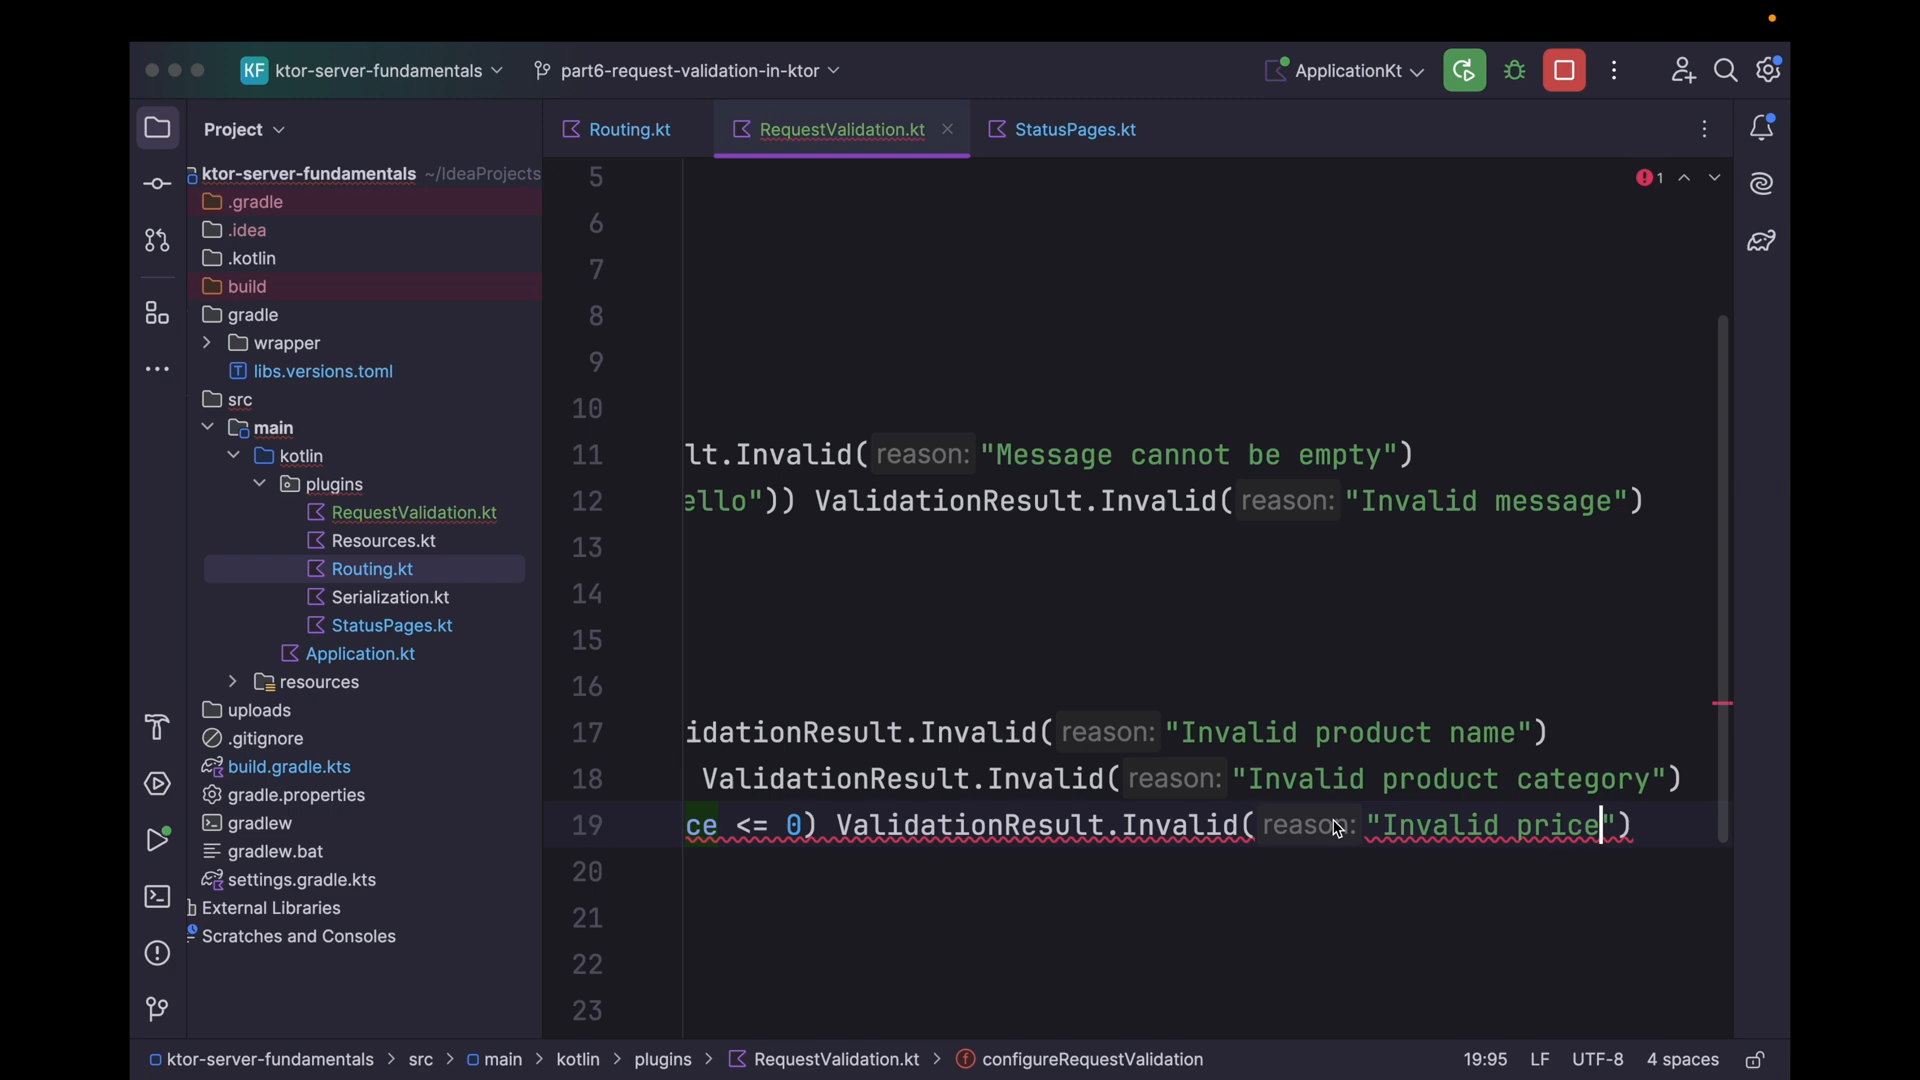 KF ktor-server-fundamentals part6-request-validation-in-ktor ApplicationKt
Project
Routing.kt RequestValidation.kt StatusPages.kt
ktor-server-fundamentals ~/IdeaProjects
.gradle
.idea
.kotlin
build
gradle
wrapper
libs.versions.toml
src
main
kotlin
plugins
RequestValidation.kt
Resources.kt
Routing.kt
Serialization.kt
StatusPages.kt
Application.kt
resources
uploads
.gitignore
build.gradle.kts
gradle.properties
gradlew
gradlew.bat
settings.gradle.kts
External Libraries
Scratches and Consoles
1
5
6
7
8
9
10
11 lt.Invalid( reason: "Message cannot be empty")
12 ello")) ValidationResult.Invalid( reason: "Invalid message")
13
14
15
16
17 idationResult.Invalid( reason: "Invalid product name")
18 ValidationResult.Invalid( reason: "Invalid product category")
19 ce <= 0) ValidationResult.Invalid( reason: "Invalid price")
20
21
22
23
ktor-server-fundamentals > src > main > kotlin > plugins > RequestValidation.kt > configureRequestValidation 19:95 LF UTF-8 4 spaces